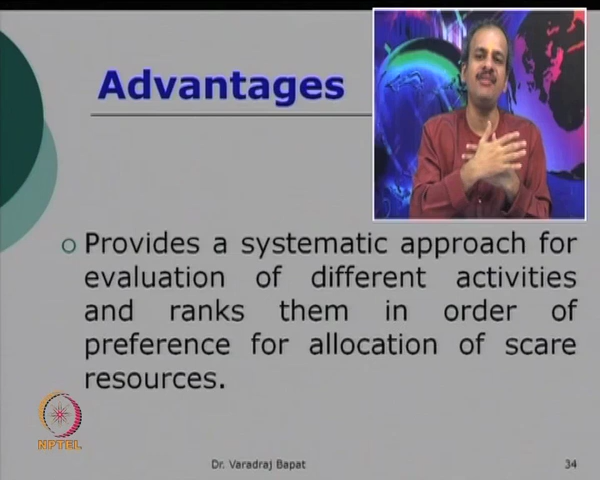 Advantages
Provides a systematic approach for
evaluation of different activities
and ranks them in order of
preference for allocation of scare
resources.
NPTEL
Dr. Varadraj Bapat
34